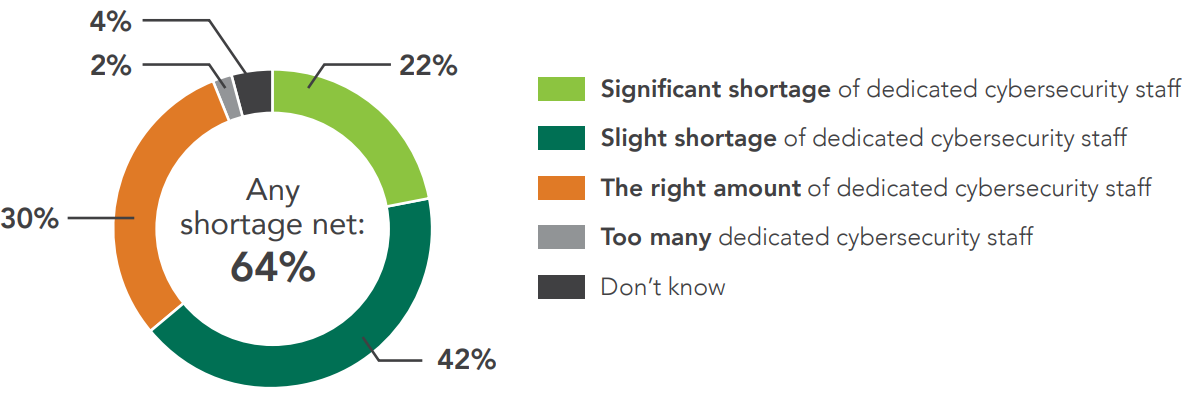 4%
2%
22%
30%
42%
Any
shortage net:
64%
Significant shortage of dedicated cybersecurity staff
Slight shortage of dedicated cybersecurity staff
The right amount of dedicated cybersecurity staff
Too many dedicated cybersecurity staff
Don’t know